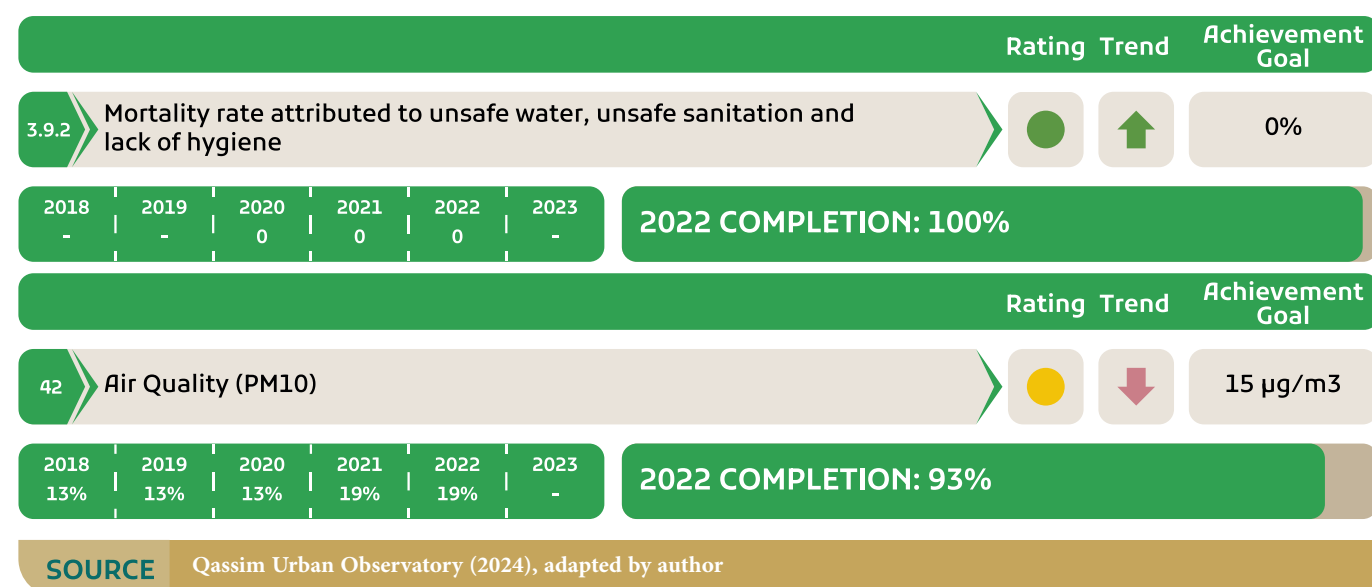 Rating Trend Achievement Goal
3.9.2 Mortality rate attributed to unsafe water, unsafe sanitation and
lack of hygiene
0%
2018 2019 2020 2021 2022 2023
- - 0 0 0 -
2022 COMPLETION: 100%
Rating Trend Achievement Goal
42 Air Quality (PM10) 15 µg/m3
2018 2019 2020 2021 2022 2023
13% 13% 13% 19% 19% -
2022 COMPLETION: 93%
SOURCE Qassim Urban Observatory (2024), adapted by author